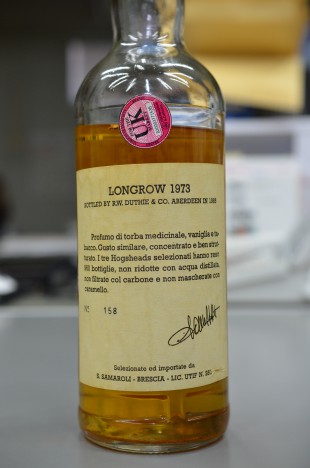 UK
LONGROW 1973
BOTTLED BY R.W. DUTHIE & CO. ABERDEEN IN 1985
Profumo di torba medicinale, vaniglia e ta-
bacco. Gusto similare, concentrato e ben strut-
turato. I tre Hogsheads selezionati hanno reso
bottiglie, non ridotte con acqua distillata,
non filtrate col carbone e non mascherate con
caramello.
N° 158
Selezionato ed importato da
S. SAMAROLI - BRESCIA - LIC. UTIF N. 351